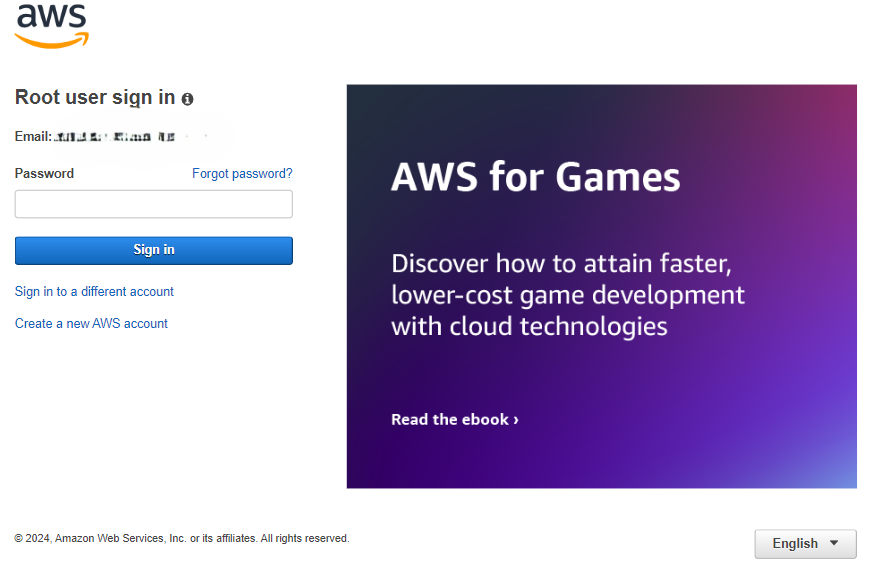 aws
Root user sign in
Email:
Password
Forgot password?
Sign in
Sign in to a different account
Create a new AWS account
AWS for Games
Discover how to attain faster,
lower-cost game development
with cloud technologies
Read the ebook ›
© 2024, Amazon Web Services, Inc. or its affiliates. All rights reserved.
English